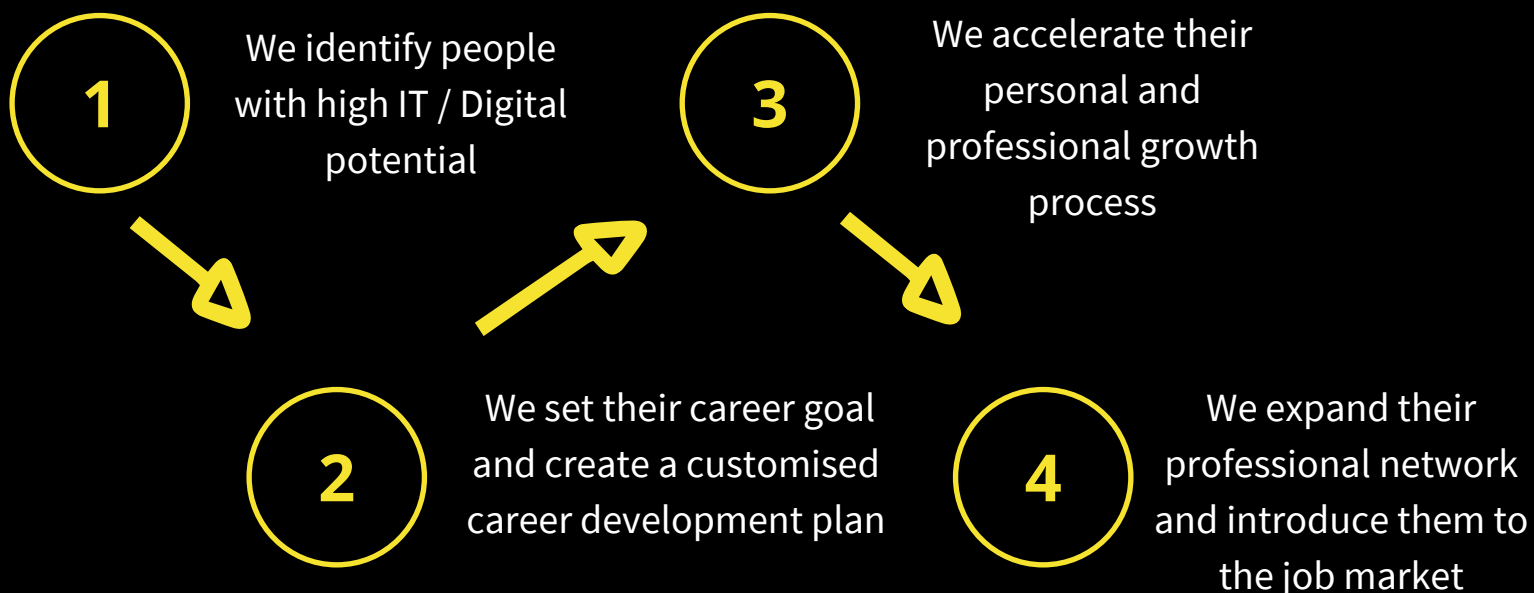 1
We identify people
with high IT / Digital
potential
2
We set their career goal
and create a customised
career development plan
3
We accelerate their
personal and
professional growth
process
4
We expand their
professional network
and introduce them to
the job market